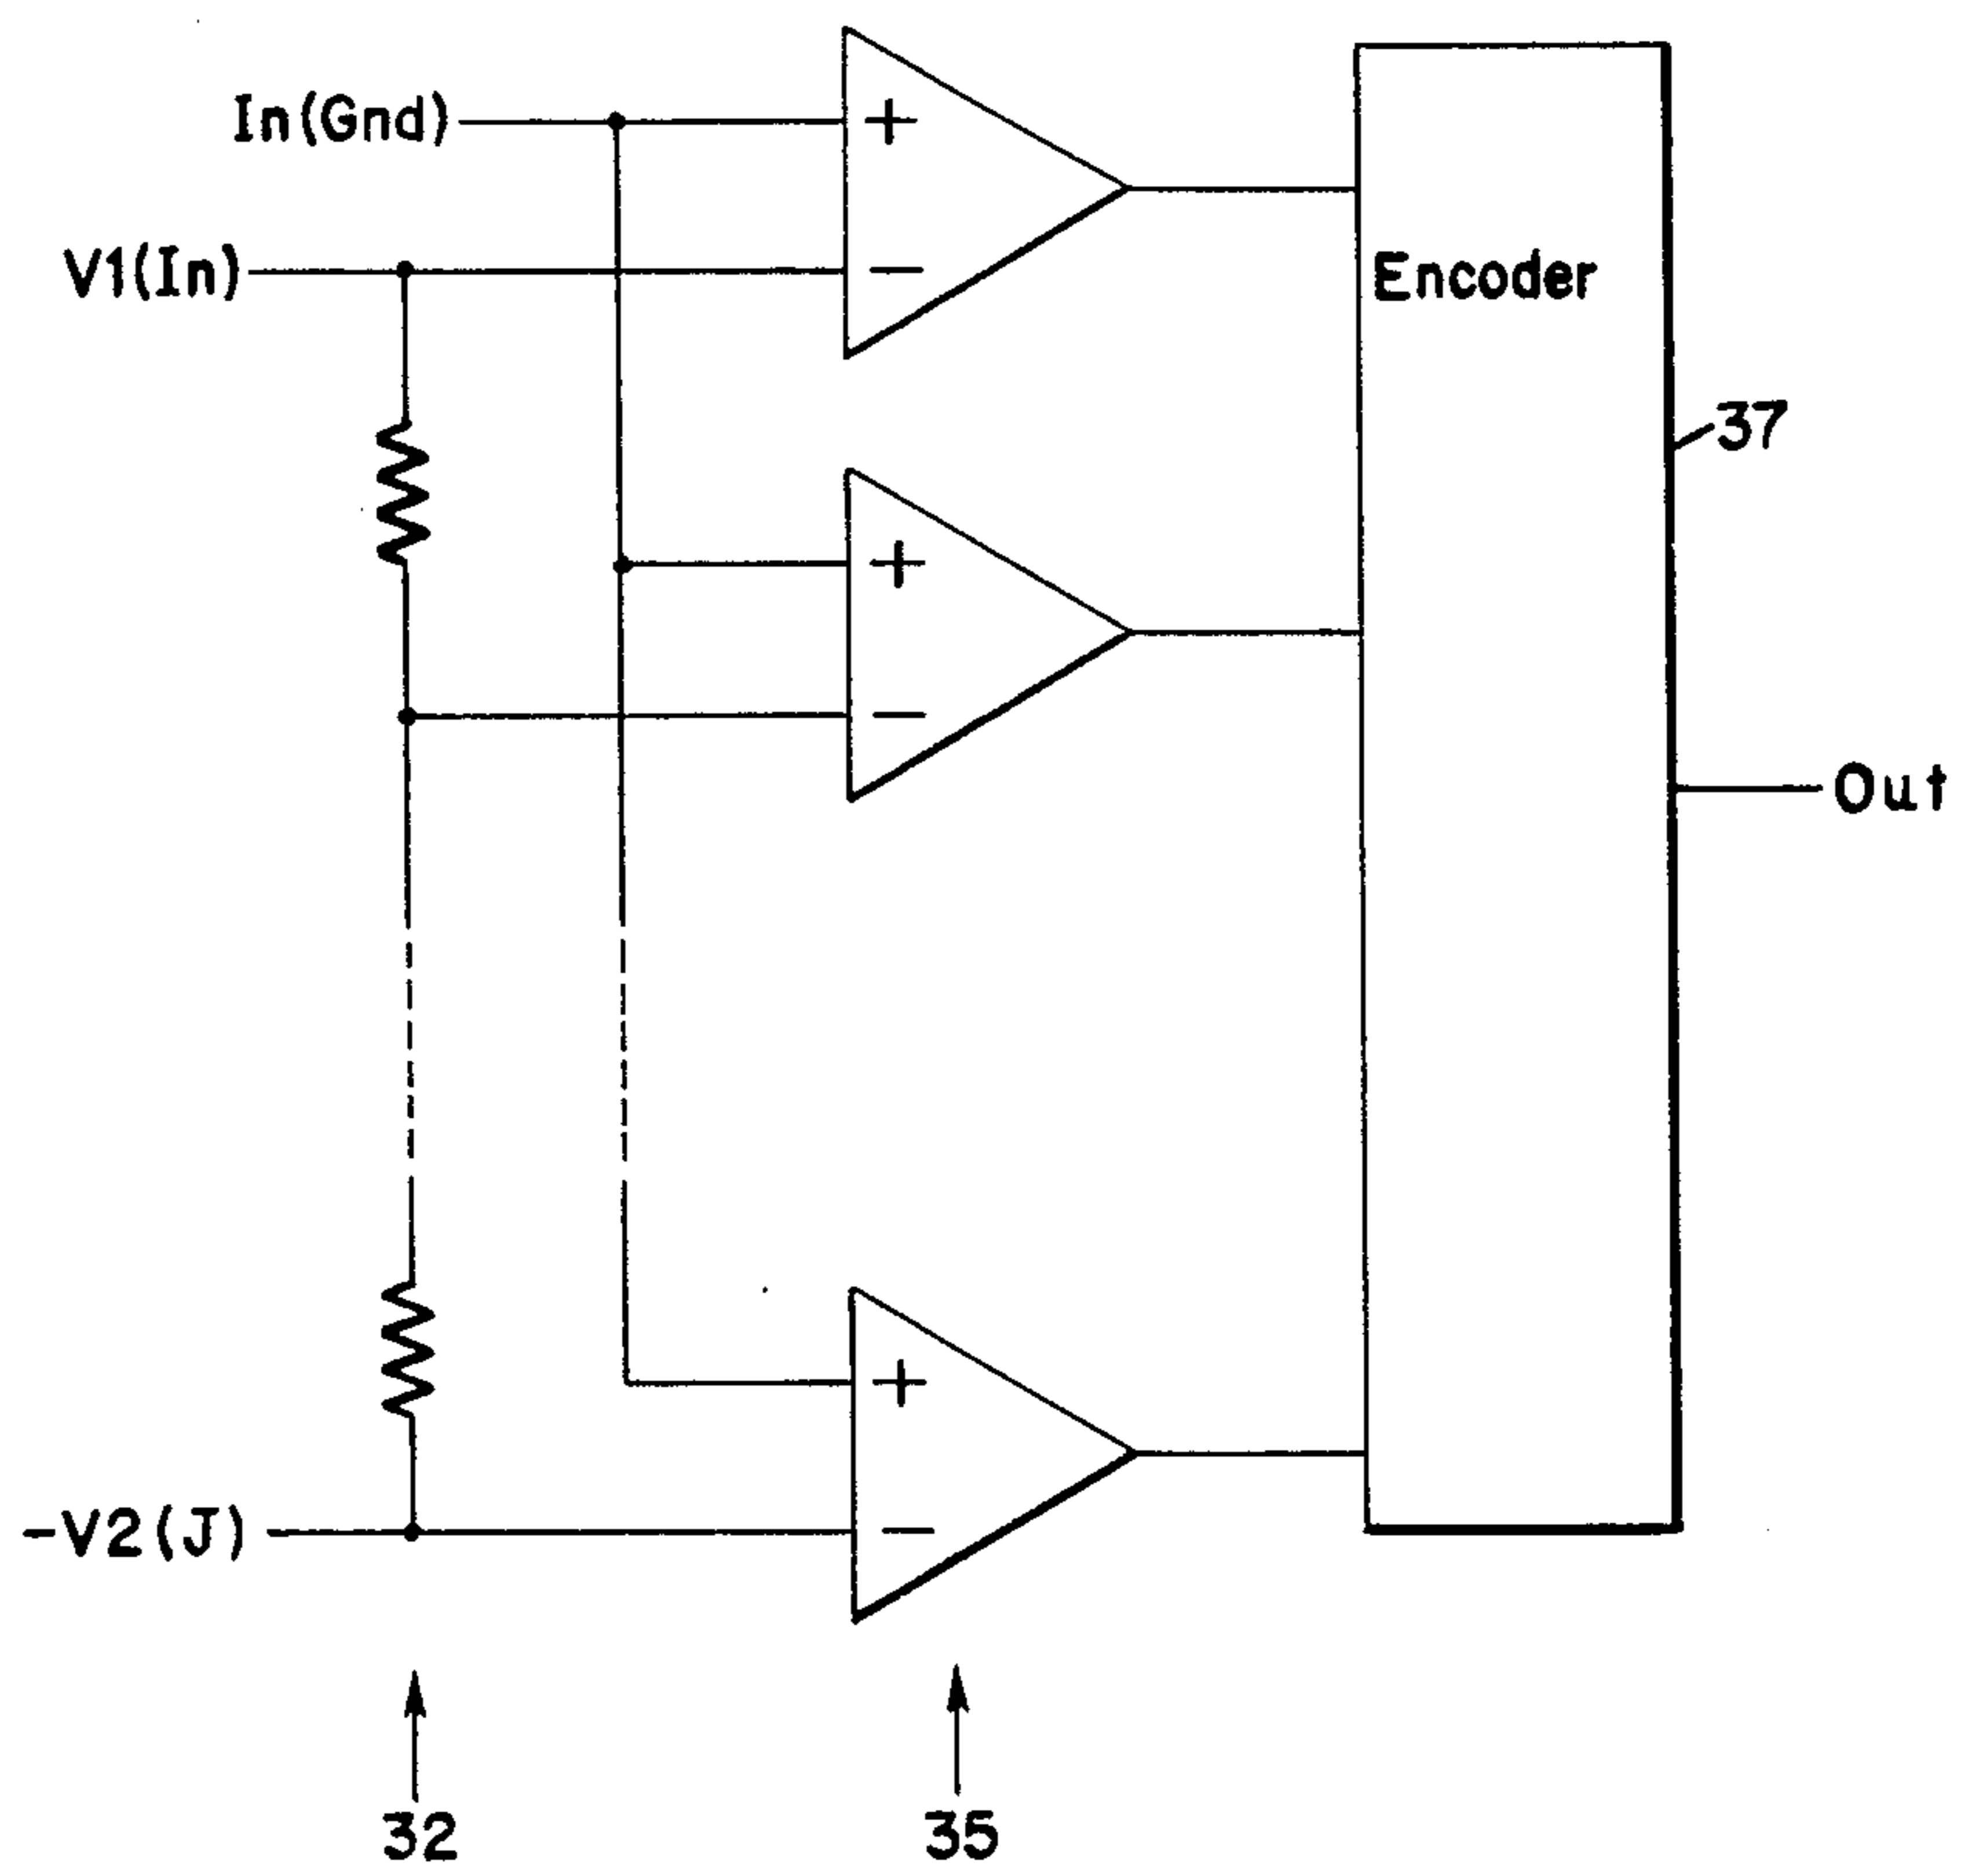 In(Gnd)
+
V1(In)
−
Encoder
37
+
−
Out
+
-V2(J)
−
32
35